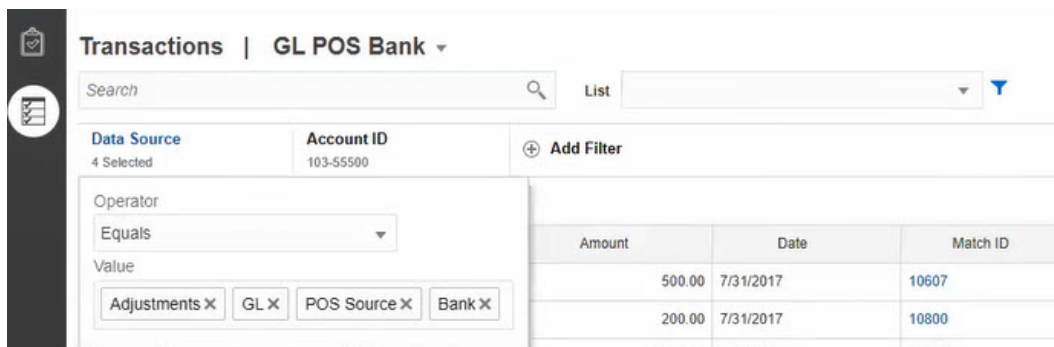 Transactions | GL POS Bank
Search
List
Data Source
4 Selected
Account ID
103-55500
Add Filter
Operator
Equals
Value
Adjustments GL POS Source Bank
Amount Date Match ID
500.00 7/31/2017 10607
200.00 7/31/2017 10800